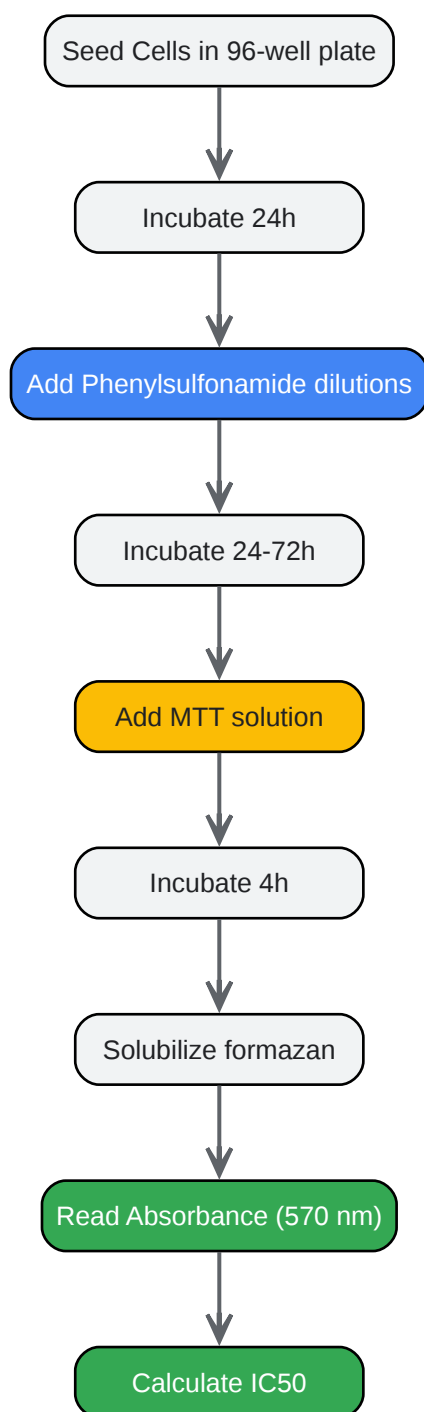 Seed Cells in 96-well plate
Incubate 24h
Add Phenylsulfonamide dilutions
Incubate 24-72h
Add MTT solution
Incubate 4h
Solubilize formazan
Read Absorbance (570 nm)
Calculate IC50